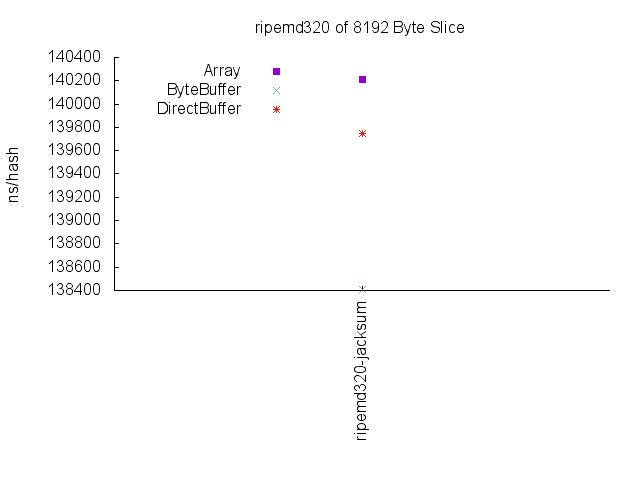 ripemd320 of 8192 Byte Slice
140400
140200
140000
139800
139600
139400
139200
139000
138800
138600
138400
ns/hash
Array
ByteBuffer
DirectBuffer
ripemd320-jacksum